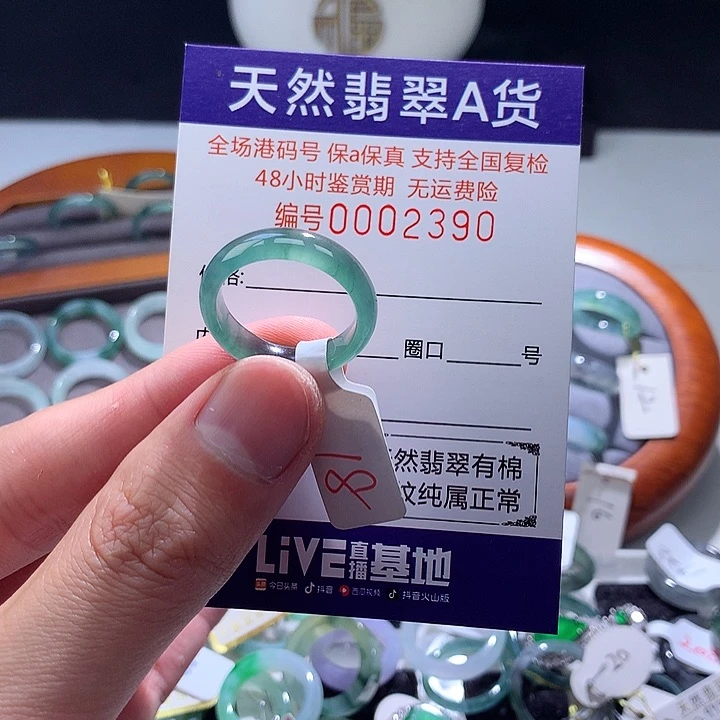 天然翡翠A货
全场港码号 保a保真 支持全国复检
48小时鉴赏期 无运费险
编号0002390
格:
圈口 号
然翡翠有棉
纹纯属正常
81
LiVE直播基地
今日头条 抖音 西瓜视频 抖音火山版
16